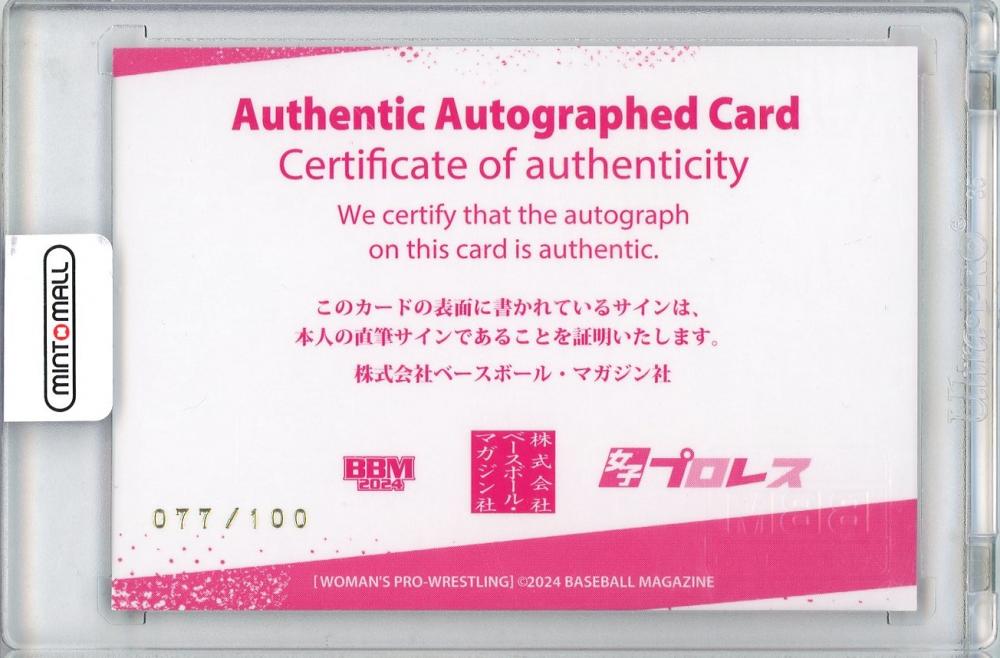 Authentic Autographed Card
Certificate of authenticity
We certify that the autograph
on this card is authentic.
このカードの表面に書かれているサインは、
本人の直筆サインであることを証明いたします。
株式会社ベースボール・マガジン社
BBM
2024
株式会社
ベースボール・
マガジン社
女子プロレス
077/100
BBM
[WOMAN'S PRO-WRESTLING] ©2024 BASEBALL MAGAZINE
MINTOMALL
Ultra PRO